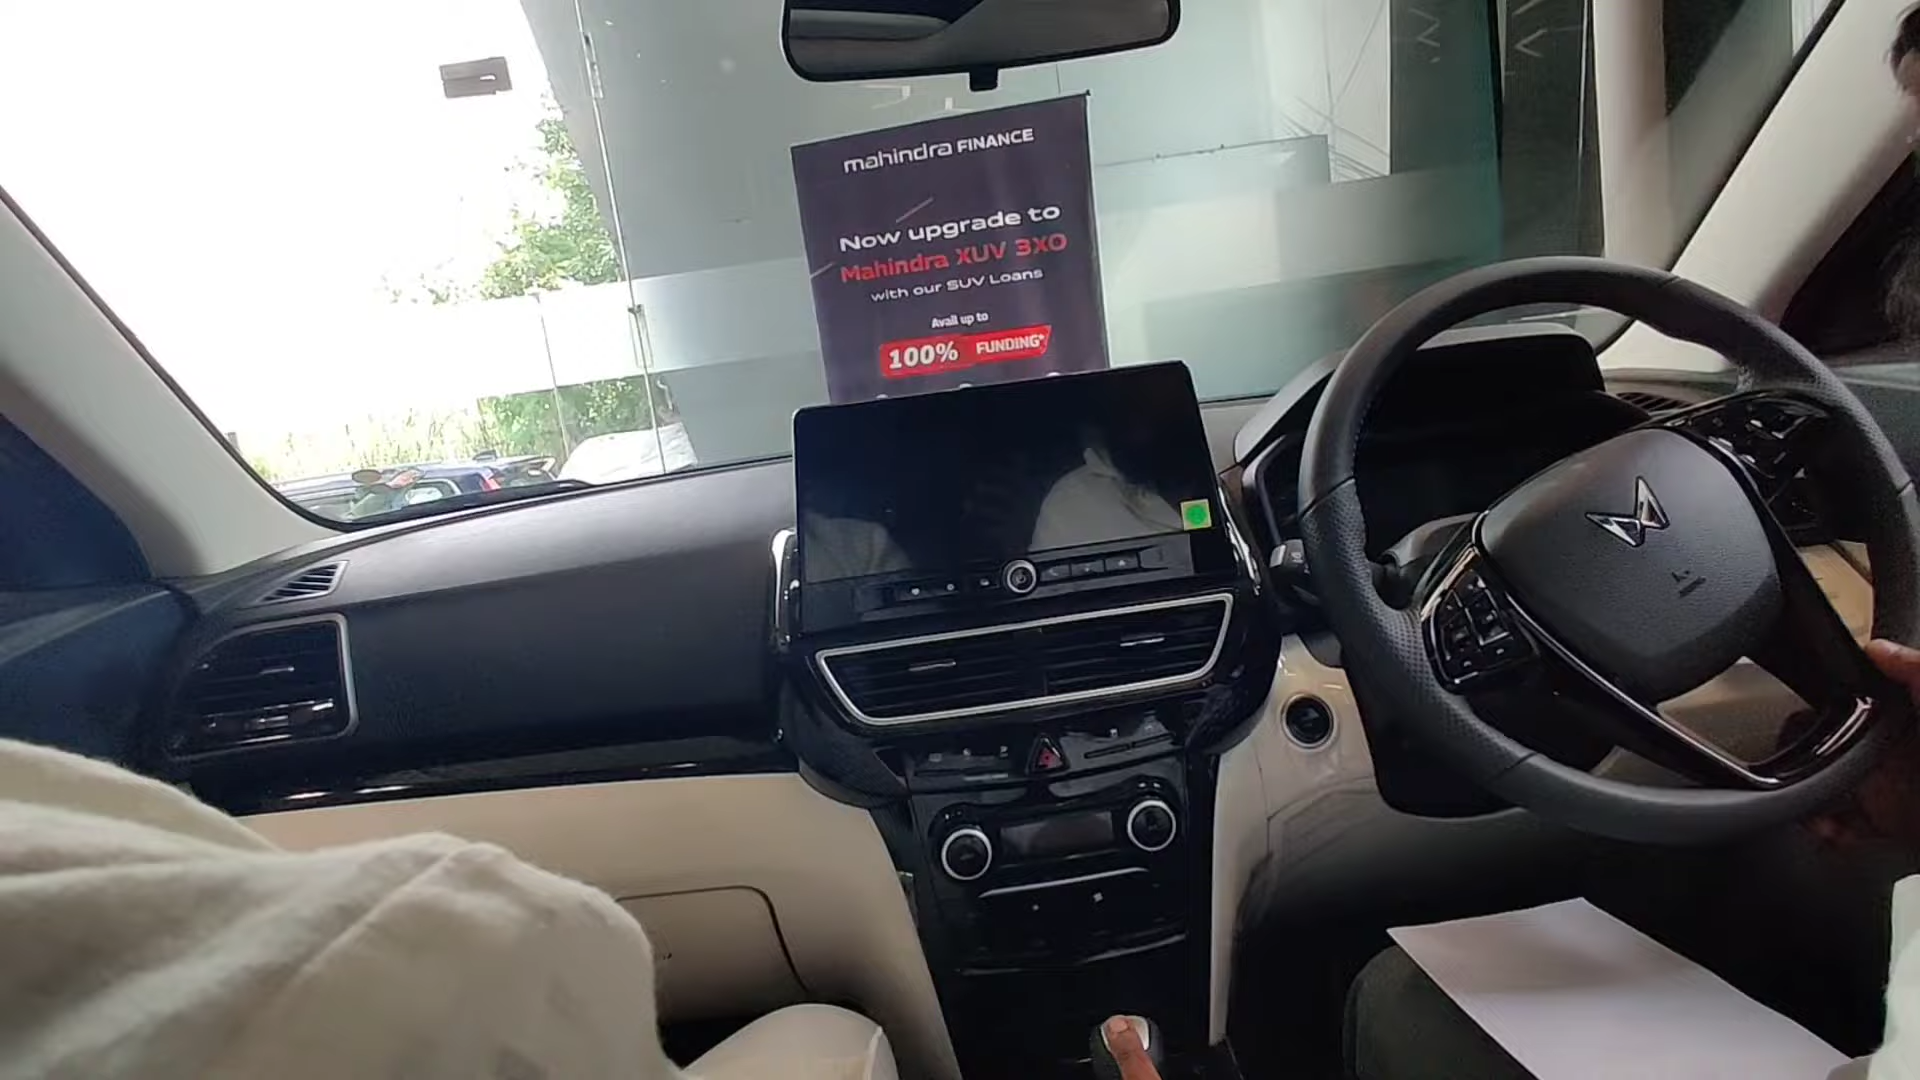 mahindra FINANCE
Now upgrade to
Mahindra XUV 3XO
with our SUV Loans
Avail up to
100% FUNDING*